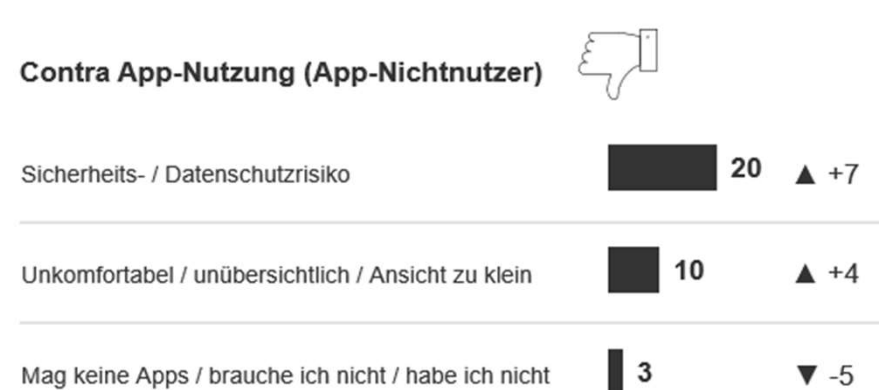 Contra App-Nutzung (App-Nichtnutzer)
Sicherheits- / Datenschutzrisiko 20 ▲ +7
Unkomfortabel / unübersichtlich / Ansicht zu klein 10 ▲ +4
Mag keine Apps / brauche ich nicht / habe ich nicht 3 ▼ -5